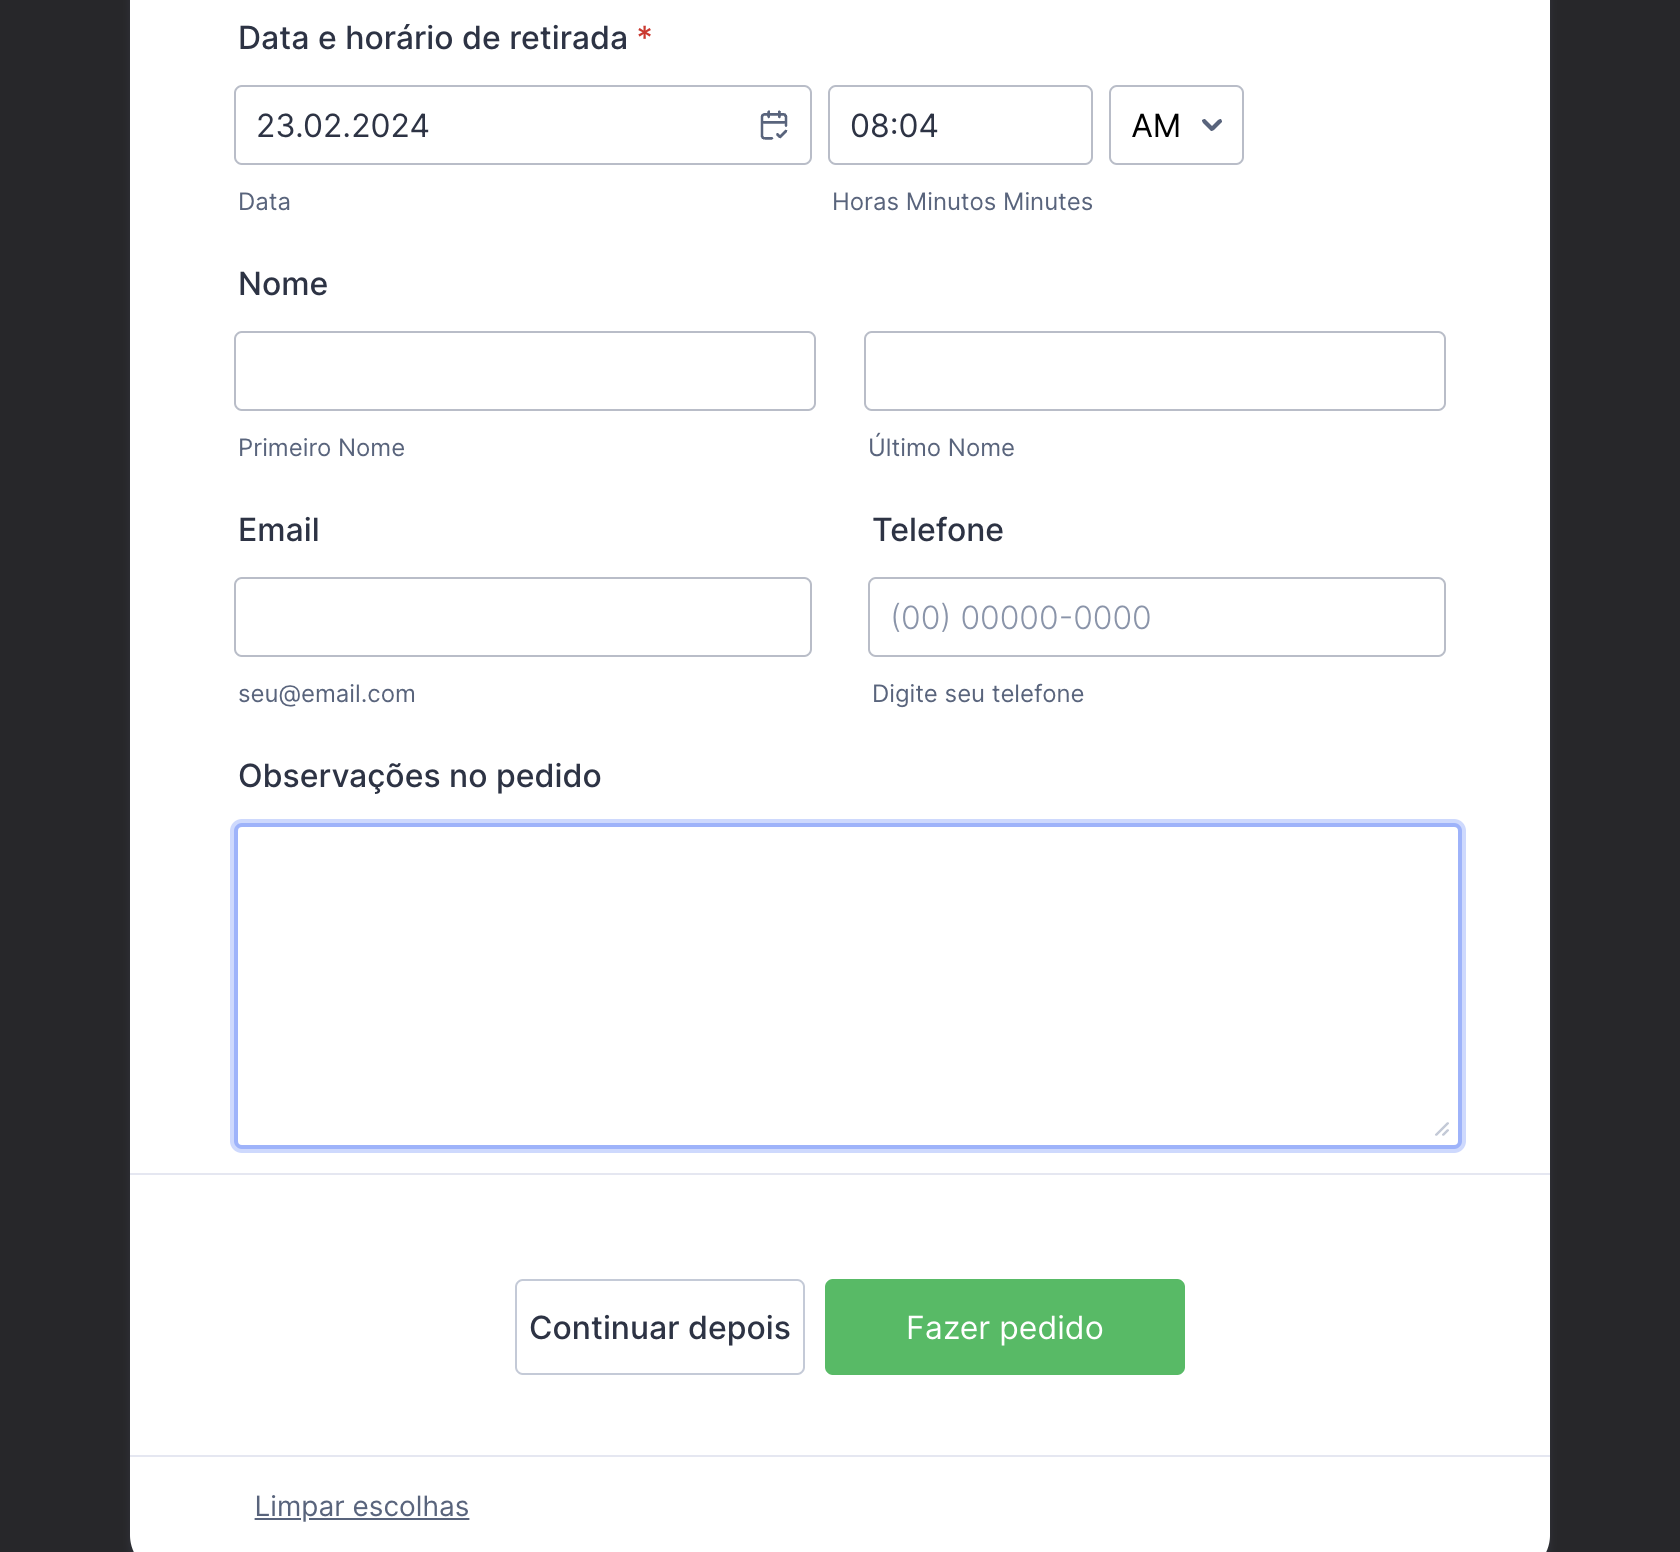 Data e horário de retirada *
23.02.2024 08:04 AM
Data Horas Minutos Minutes
Nome
Primeiro Nome Último Nome
Email Telefone
(00) 00000-0000
seu@email.com Digite seu telefone
Observações no pedido
Continuar depois Fazer pedido
Limpar escolhas